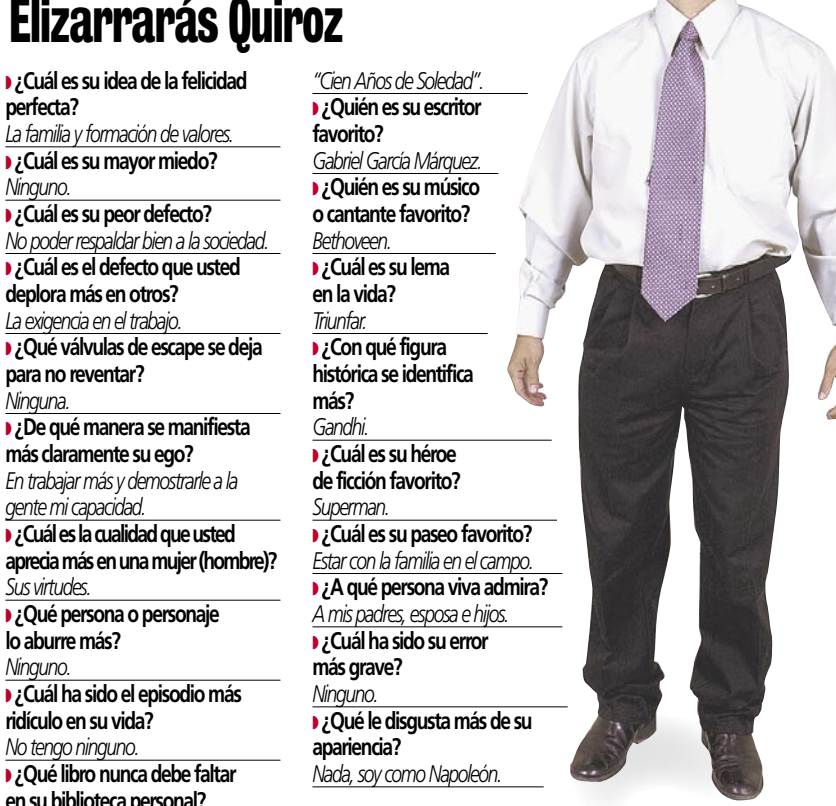 Elizarrarás Quiroz
¿Cuál es su idea de la felicidad
perfecta?
La familia y formación de valores.
¿Cuál es su mayor miedo?
Ninguno.
¿Cuál es su peor defecto?
No poder respaldar bien a la sociedad.
¿Cuál es el defecto que usted
deplora más en otros?
La exigencia en el trabajo.
¿Qué válvulas de escape se deja
para no reventar?
Ninguna.
¿De qué manera se manifiesta
más claramente su ego?
En trabajar más y demostrarle a la
gente mi capacidad.
¿Cuál es la cualidad que usted
aprecia más en una mujer (hombre)?
Sus virtudes.
¿Qué persona o personaje
lo aburre más?
Ninguno.
¿Cuál ha sido el episodio más
ridículo en su vida?
No tengo ninguno.
¿Qué libro nunca debe faltar
en su biblioteca personal?
"Cien Años de Soledad".
¿Quién es su escritor
favorito?
Gabriel García Márquez.
¿Quién es su músico
o cantante favorito?
Bethoveen.
¿Cuál es su lema
en la vida?
Triunfar.
¿Con qué figura
histórica se identifica
más?
Gandhi.
¿Cuál es su héroe
de ficción favorito?
Superman.
¿Cuál es su paseo favorito?
Estar con la familia en el campo.
¿A qué persona viva admira?
A mis padres, esposa e hijos.
¿Cuál ha sido su error
más grave?
Ninguno.
¿Qué le disgusta más de su
apariencia?
Nada, soy como Napoleón.